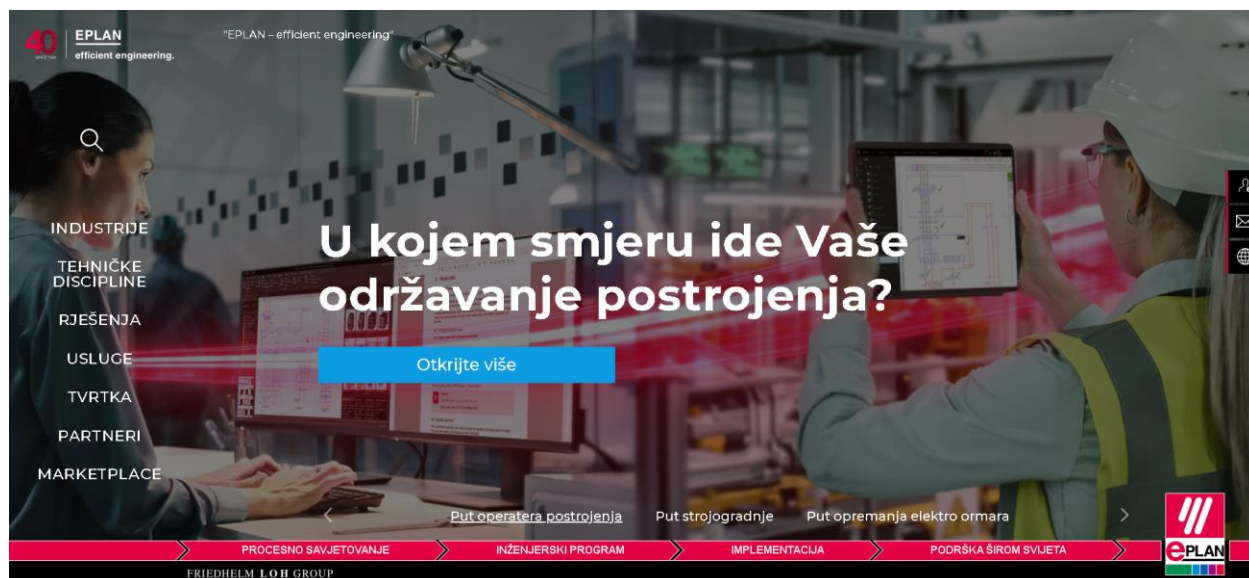 40
SINCE 1984
EPLAN
efficient engineering.
"EPLAN – efficient engineering"
INDUSTRIJE
TEHNIČKE
DISCIPLINE
RJEŠENJA
USLUGE
TVRTKA
PARTNERI
MARKETPLACE
U kojem smjeru ide Vaše
održavanje postrojenja?
Otkrijte više
Put operatera postrojenja
Put strojogradnje
Put opremanja elektro ormara
PROCESNO SAVJETOVANJE
INŽENJERSKI PROGRAM
IMPLEMENTACIJA
PODRŠKA ŠIROM SVIJETA
ePLAN
FRIEDHELM LOH GROUP